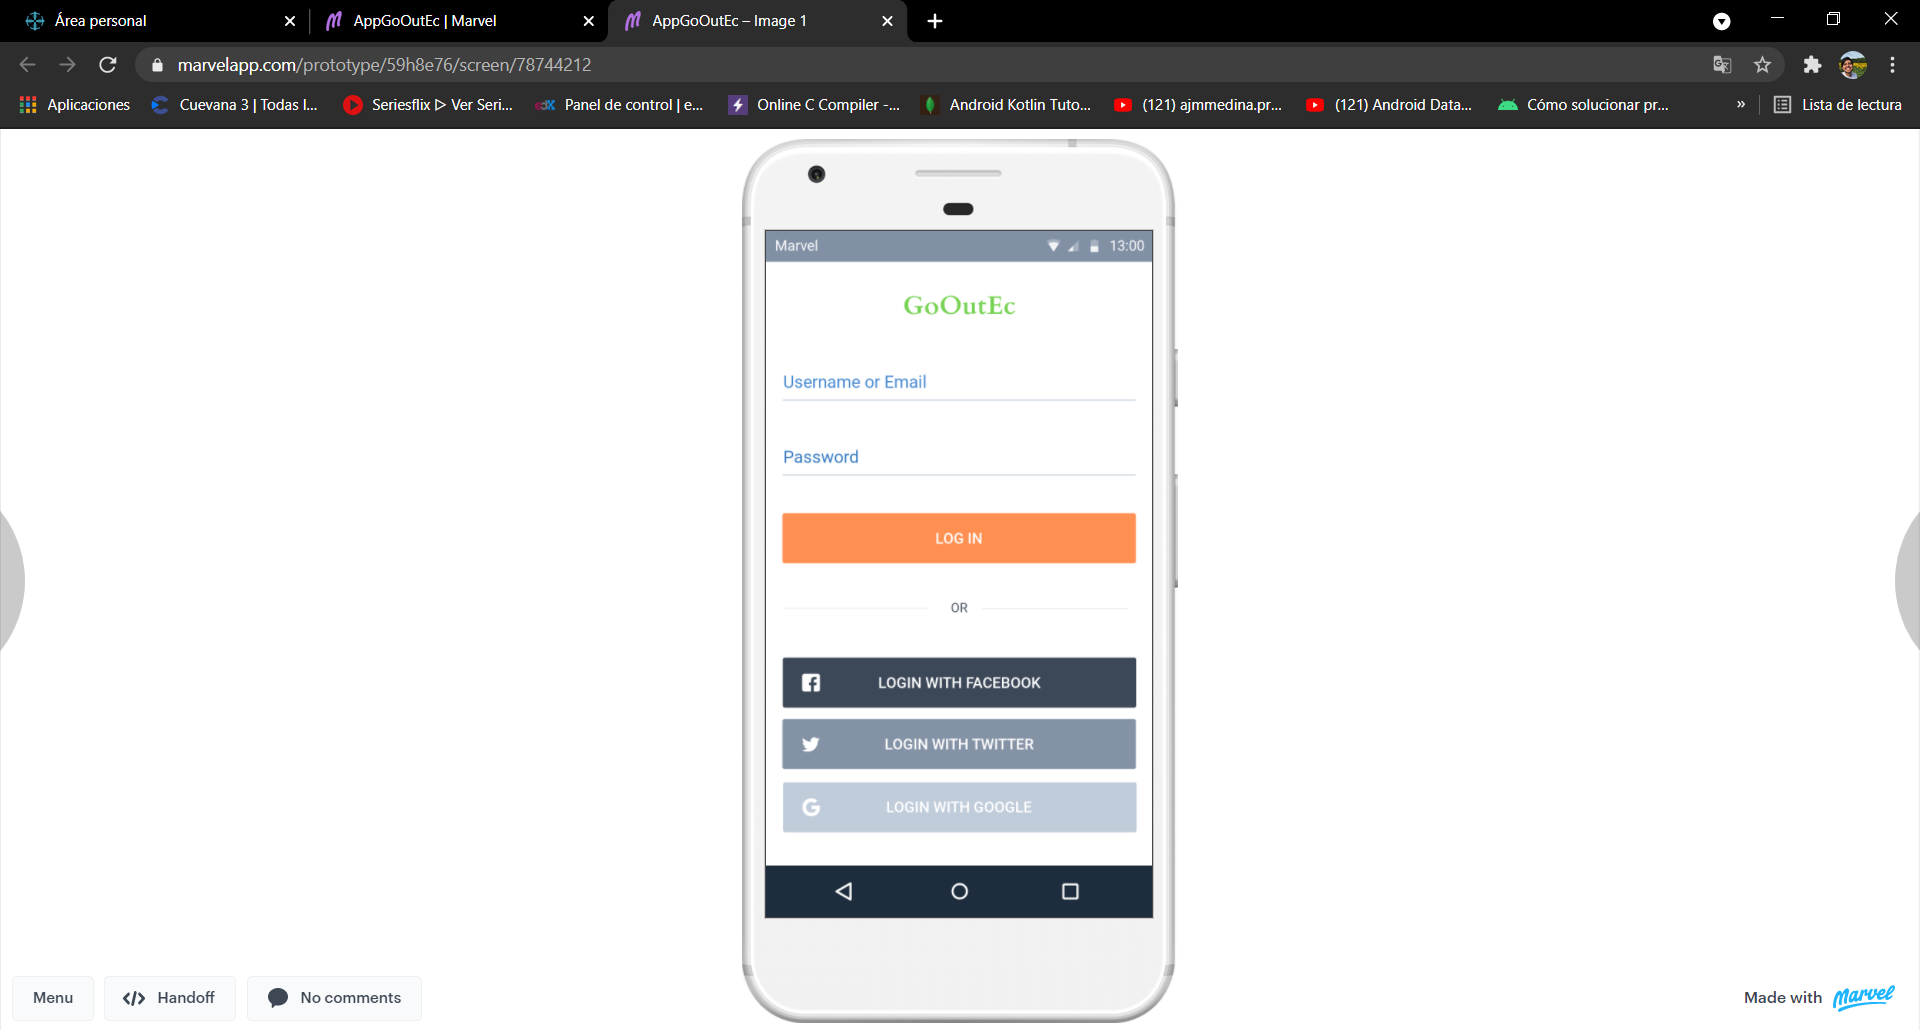 Área personal
AppGoOutEc | Marvel
AppGoOutEc – Image 1
marvelapp.com/prototype/59h8e76/screen/78744212
Aplicaciones
Cuevana 3 | Todas l...
Seriesflix ▷ Ver Seri...
edX Panel de control | e...
Online C Compiler -...
Android Kotlin Tuto...
(121) ajmmedina.pr...
(121) Android Data...
Cómo solucionar pr...
»
Lista de lectura
Marvel
13:00
GoOutEc
Username or Email
Password
LOG IN
OR
LOGIN WITH FACEBOOK
LOGIN WITH TWITTER
LOGIN WITH GOOGLE
Menu
Handoff
No comments
Made with Marvel